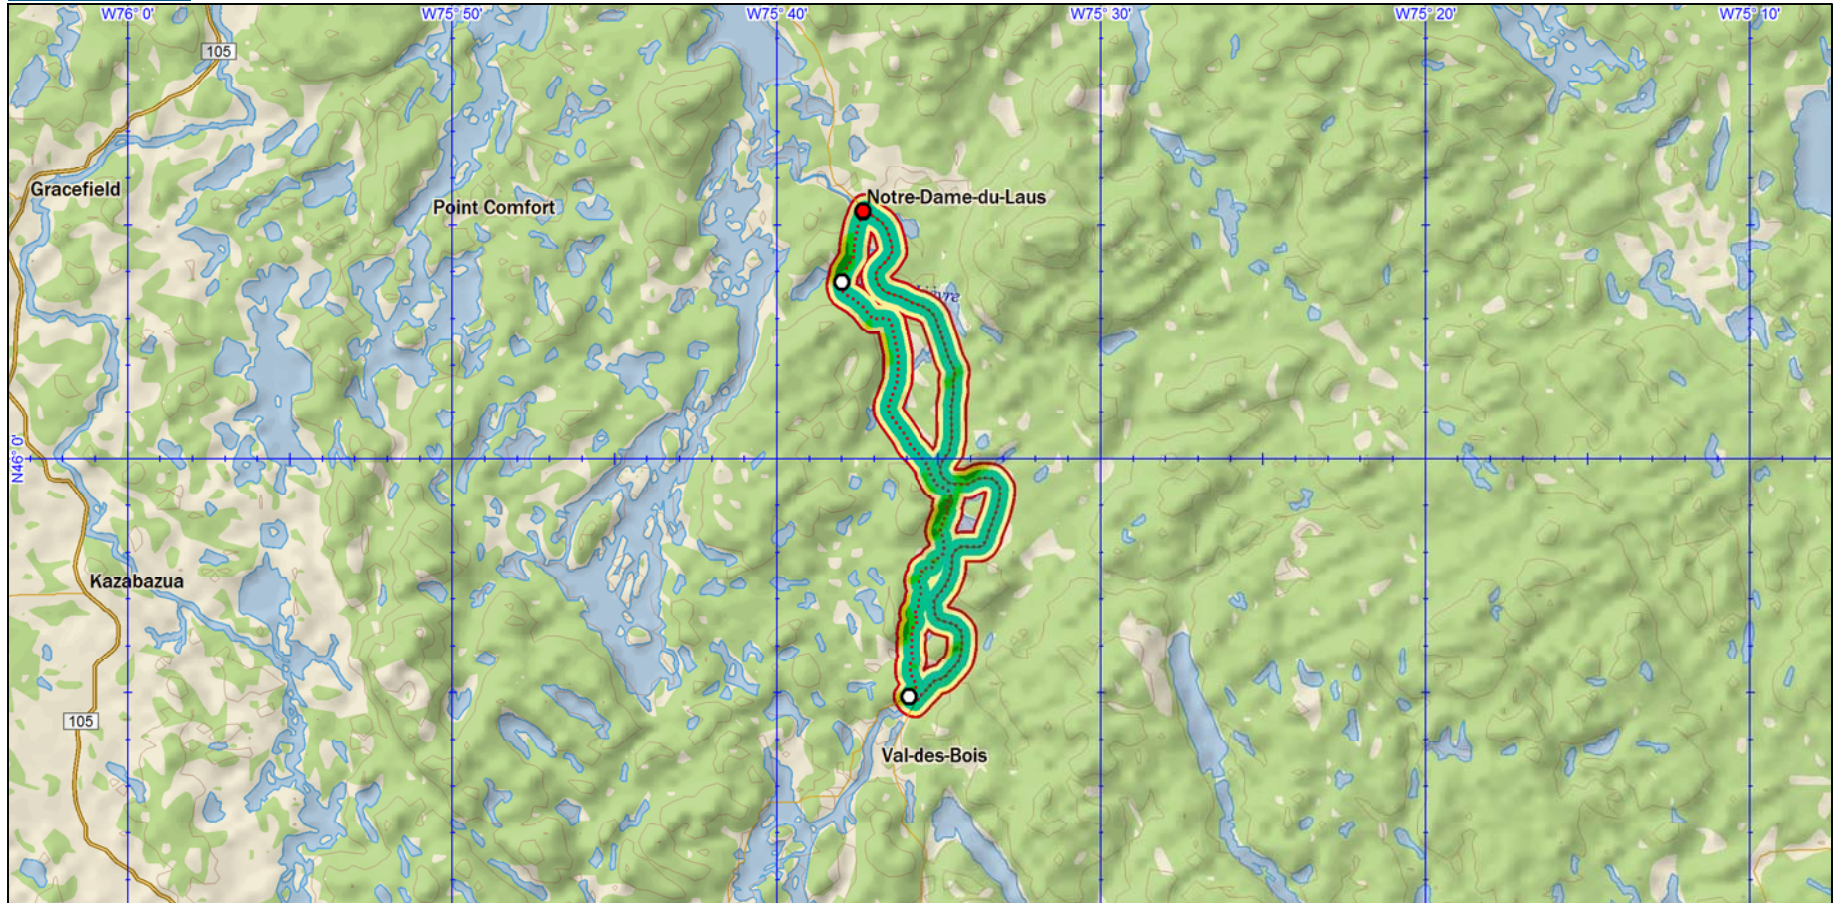 W76° 0'
W75° 50'
W75° 40'
W75° 30'
W75° 20'
W75° 10'
105
Gracefield
Point Comfort
Notre-Dame-du-Laus
N46° 0'
Kazabazua
105
Val-des-Bois